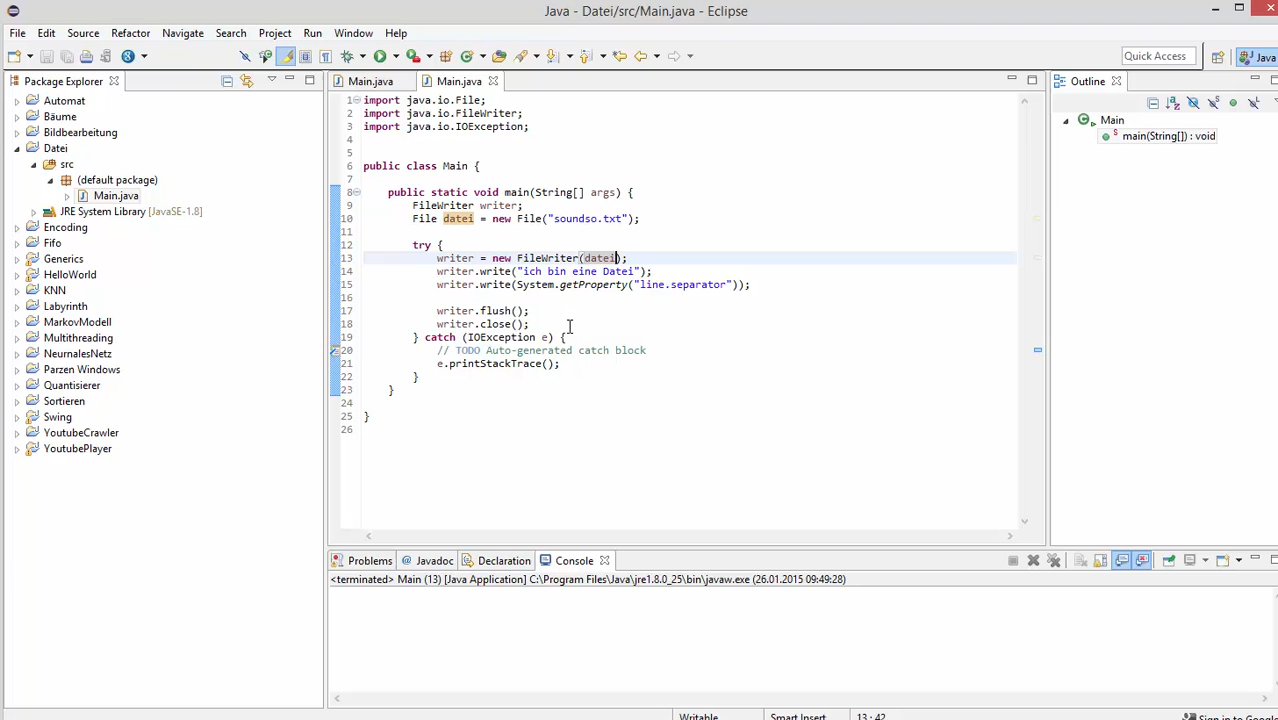 Java - Datei/src/Main.java - Eclipse
File Edit Source Refactor Navigate Search Project Run Window Help
Quick Access
Java
Package Explorer
Automat
Bäume
Bildbearbeitung
Datei
src
(default package)
Main.java
JRE System Library [JavaSE-1.8]
Encoding
Fifo
Generics
HelloWorld
KNN
Labyrinth
MarkovModell
Multithreading
NeurnalesNetz
Parzen Windows
Quantisierer
Sortieren
Swing
YoutubeCrawler
YoutubePlayer
Main.java Main.java
1 import java.io.File;
2 import java.io.FileWriter;
3 import java.io.IOException;
4
5
6 public class Main {
7
8 public static void main(String[] args) {
9 FileWriter writer;
10 File datei = new File("soundso.txt");
11
12 try {
13 writer = new FileWriter(datei);
14 writer.write("ich bin eine Datei");
15 writer.write(System.getProperty("line.separator"));
16
17 writer.flush();
18 writer.close();
19 } catch (IOException e) {
20 // TODO Auto-generated catch block
21 e.printStackTrace();
22 }
23 }
24
25 }
26
Outline
Main
main(String[]) : void
Problems Javadoc Declaration Console
<terminated> Main (13) [Java Application] C:\Program Files\Java\jre1.8.0_25\bin\javaw.exe (26.01.2015 09:49:28)
Writable Smart Insert 13 : 42 Sign in to Google